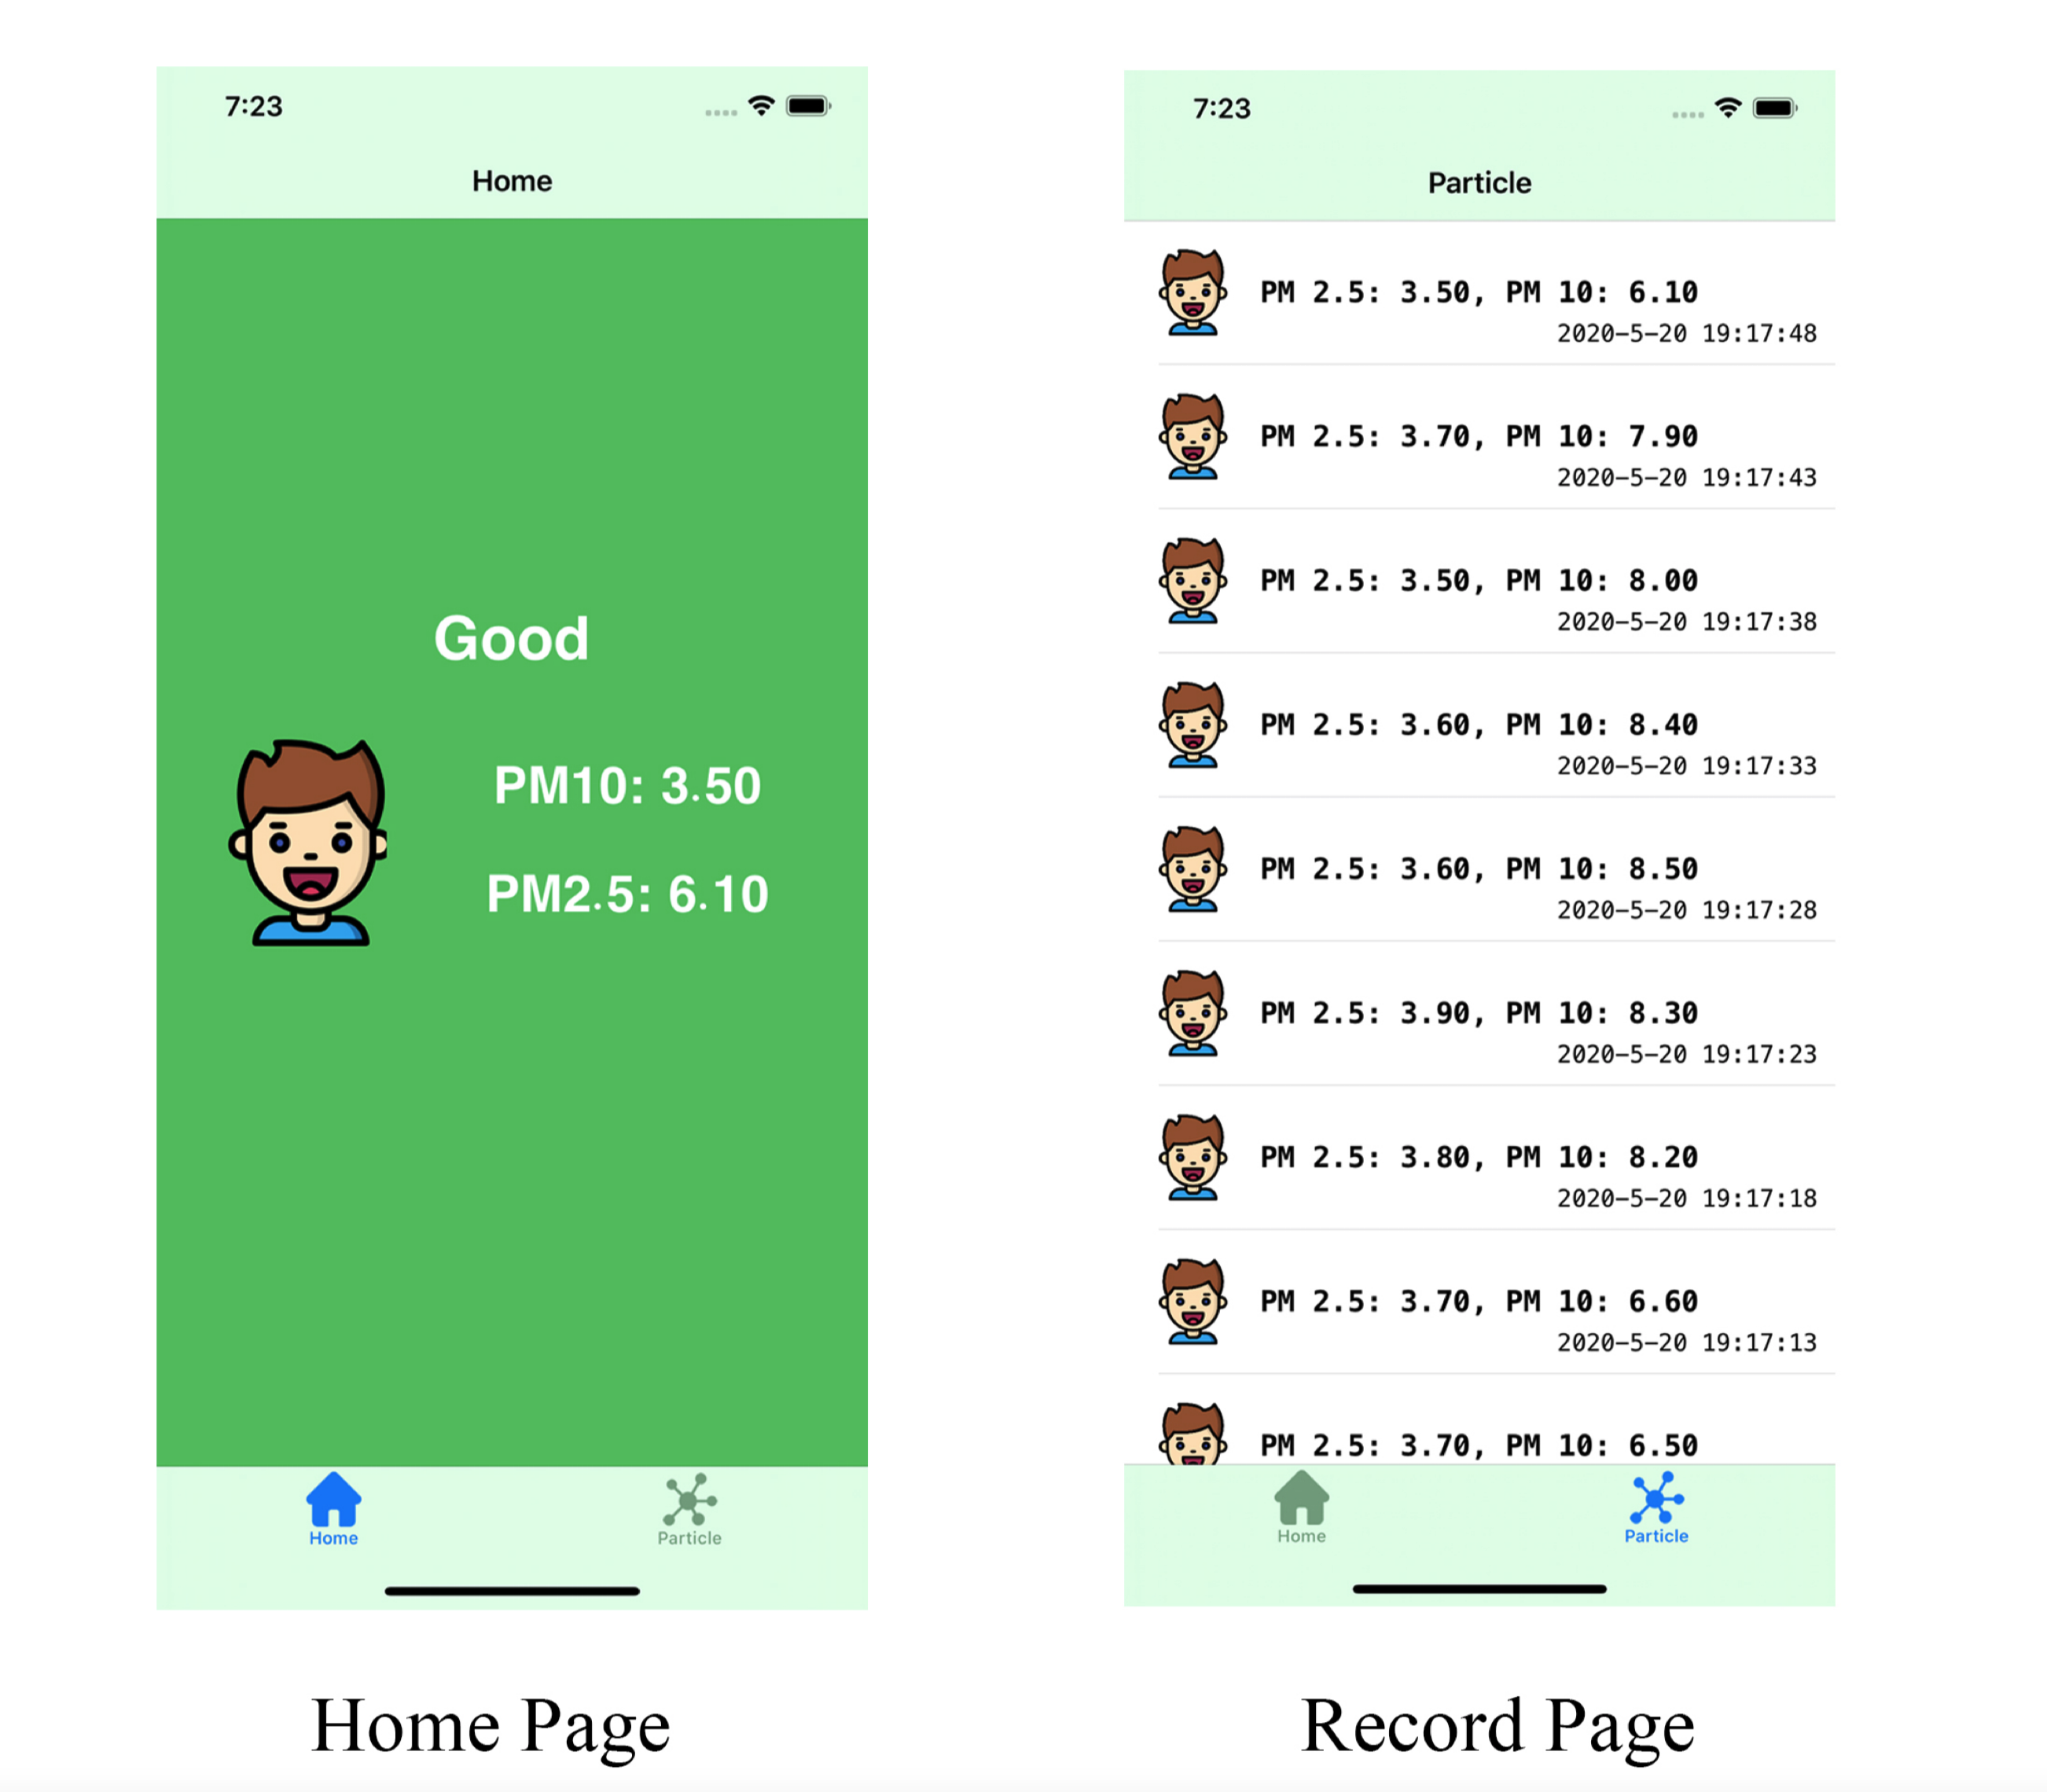 7:23
Home
Good
PM10: 3.50
PM2.5: 6.10
Home
Particle
Home Page
7:23
Particle
PM 2.5: 3.50, PM 10: 6.10
2020-5-20 19:17:48
PM 2.5: 3.70, PM 10: 7.90
2020-5-20 19:17:43
PM 2.5: 3.50, PM 10: 8.00
2020-5-20 19:17:38
PM 2.5: 3.60, PM 10: 8.40
2020-5-20 19:17:33
PM 2.5: 3.60, PM 10: 8.50
2020-5-20 19:17:28
PM 2.5: 3.90, PM 10: 8.30
2020-5-20 19:17:23
PM 2.5: 3.80, PM 10: 8.20
2020-5-20 19:17:18
PM 2.5: 3.70, PM 10: 6.60
2020-5-20 19:17:13
PM 2.5: 3.70, PM 10: 6.50
Home
Particle
Record Page